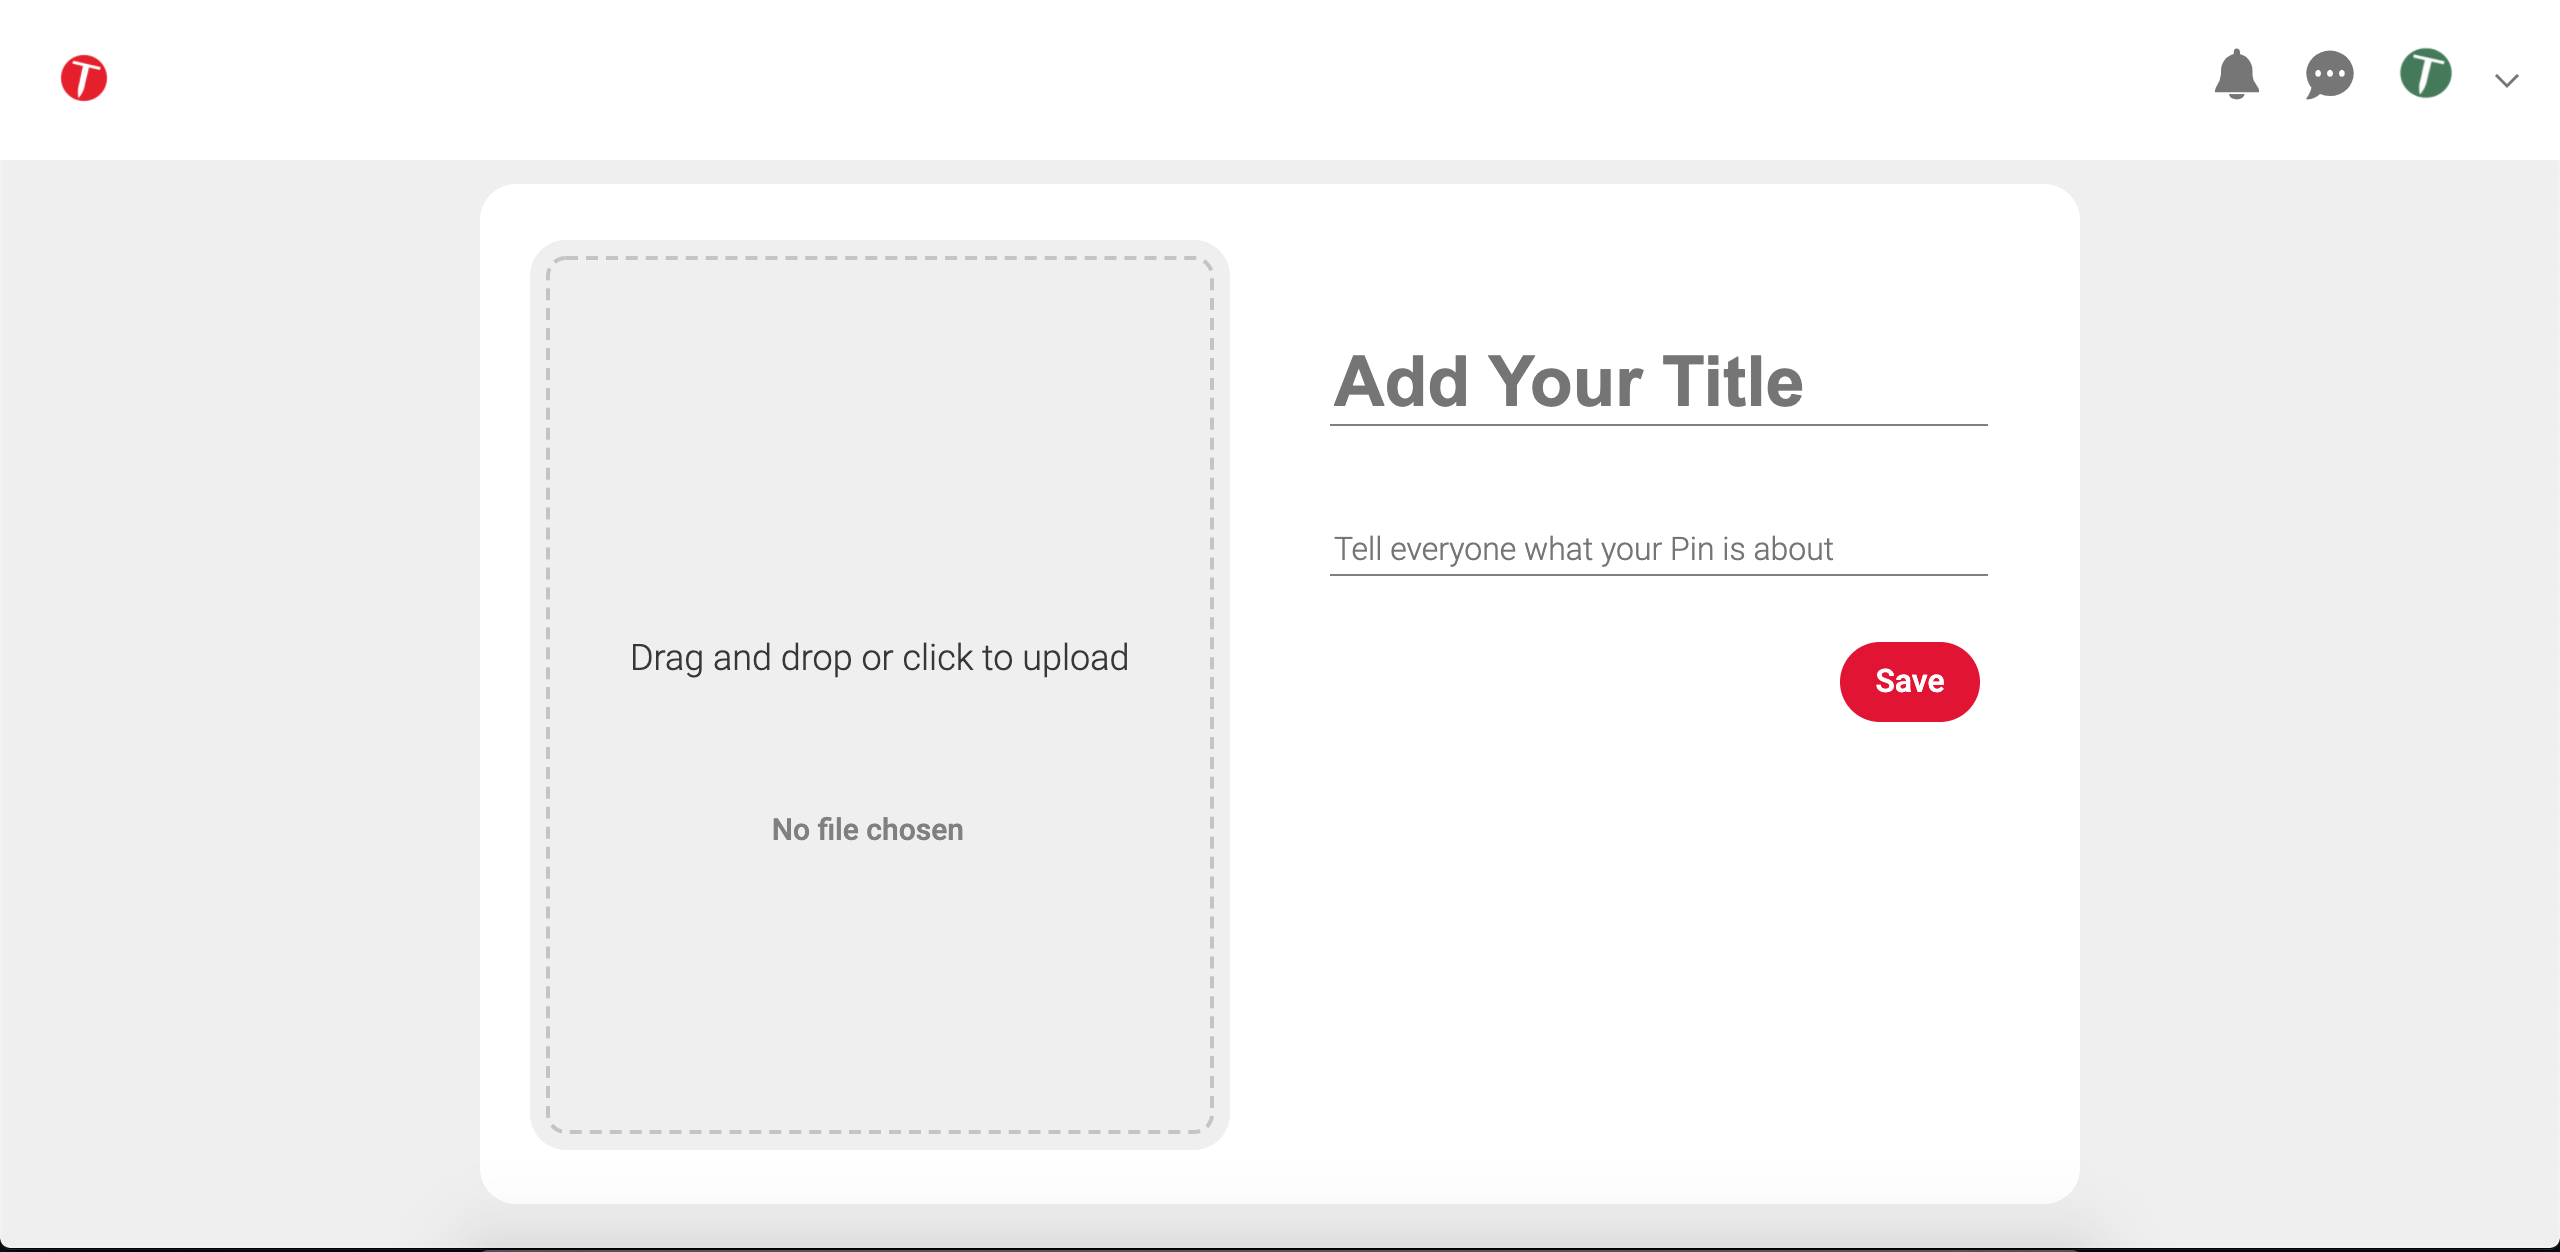 Add Your Title
Tell everyone what your Pin is about
Drag and drop or click to upload
Save
No file chosen